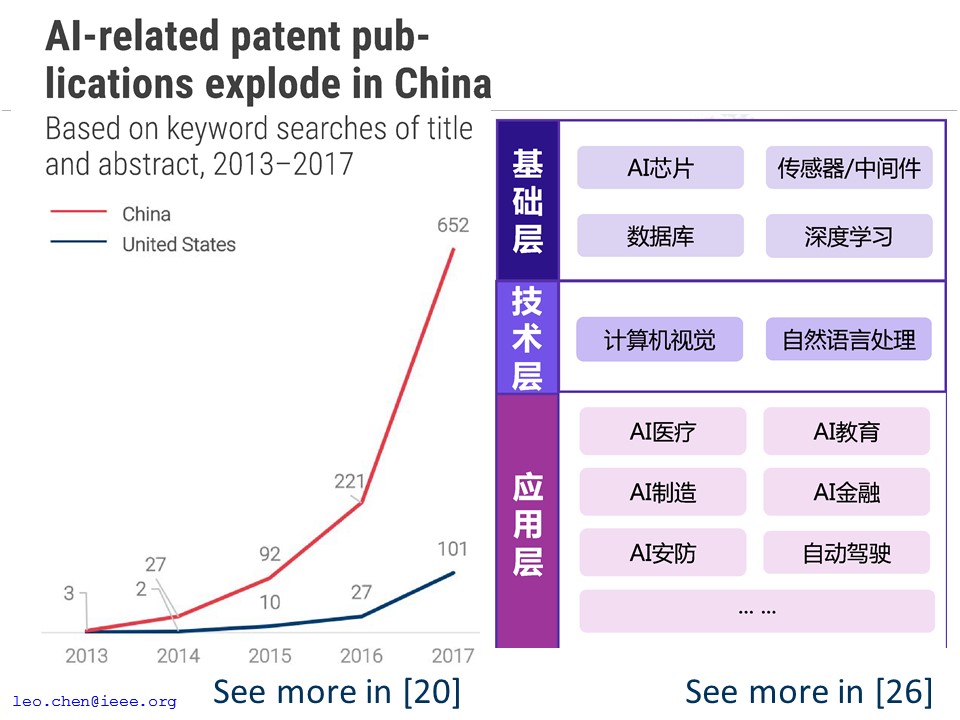 AI-related patent pub-
lications explode in China
Based on keyword searches of title
and abstract, 2013–2017
China
United States
652
221
92
27
2
3
10
27
101
2013 2014 2015 2016 2017
See more in [20]
基础层
AI芯片 传感器/中间件
数据库 深度学习
技术层
计算机视觉 自然语言处理
应用层
AI医疗 AI教育
AI制造 AI金融
AI安防 自动驾驶
... ...
See more in [26]
leo.chen@ieee.org